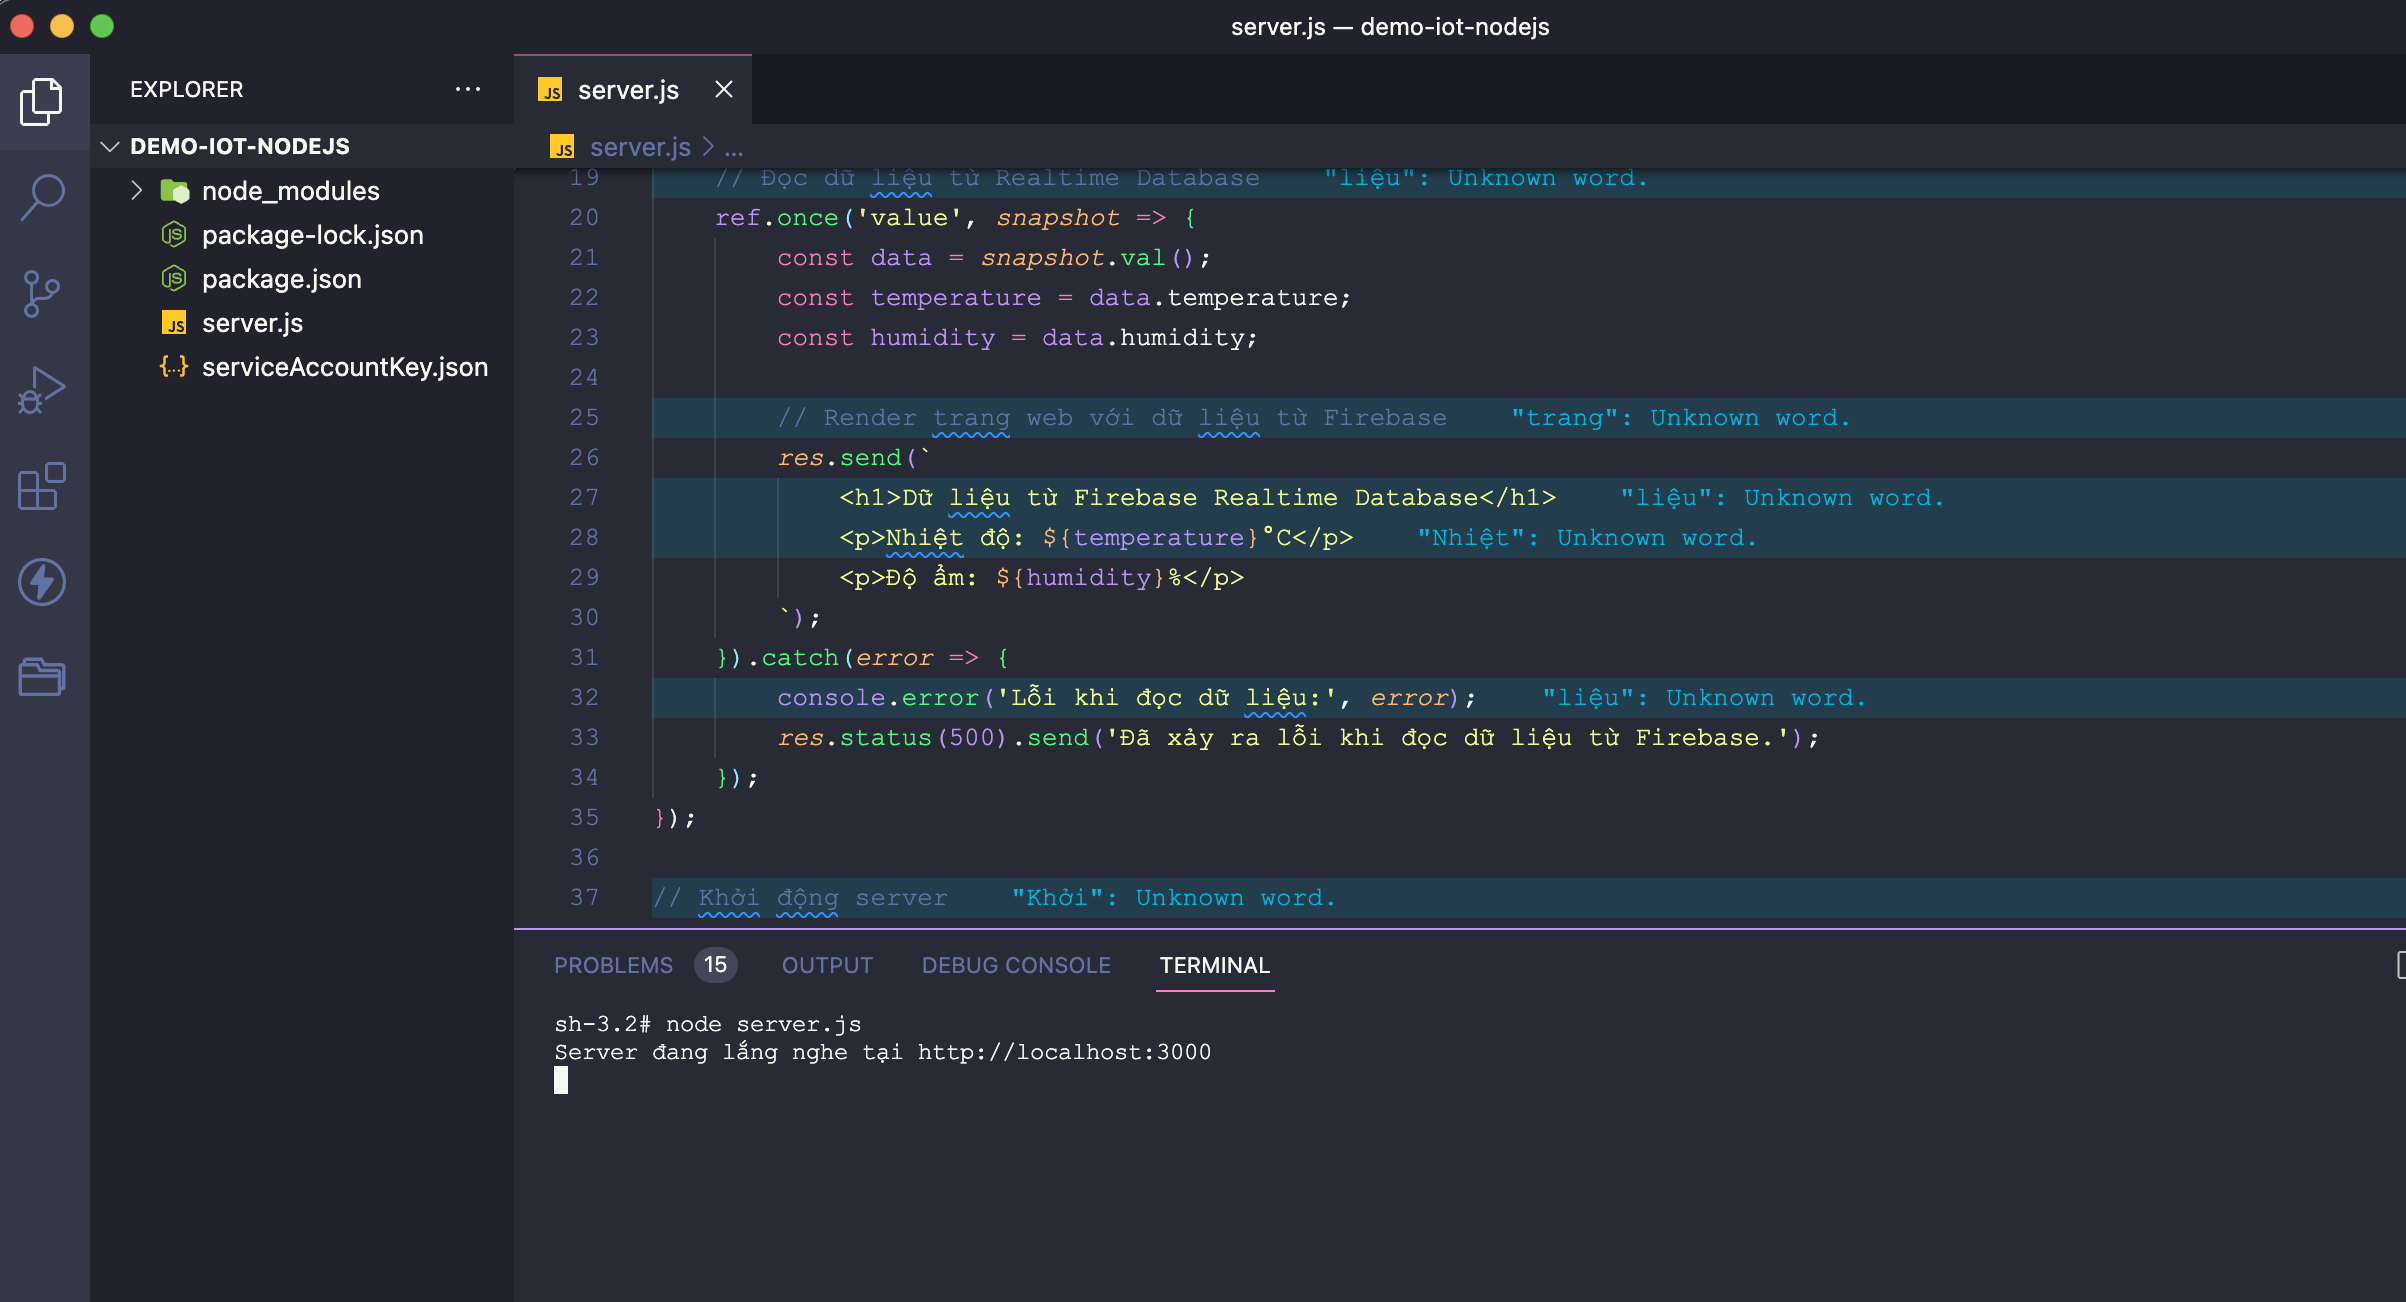 server.js — demo-iot-nodejs
EXPLORER
DEMO-IOT-NODEJS
node_modules
package-lock.json
package.json
server.js
serviceAccountKey.json
server.js
server.js > ...
19 // Đọc dữ liệu từ Realtime Database "liệu": Unknown word.
20 ref.once('value', snapshot => {
21 const data = snapshot.val();
22 const temperature = data.temperature;
23 const humidity = data.humidity;
24
25 // Render trang web với dữ liệu từ Firebase "trang": Unknown word.
26 res.send(`
27 <h1>Dữ liệu từ Firebase Realtime Database</h1> "liệu": Unknown word.
28 <p>Nhiệt độ: ${temperature}°C</p> "Nhiệt": Unknown word.
29 <p>Độ ẩm: ${humidity}%</p>
30 `);
31 }).catch(error => {
32 console.error('Lỗi khi đọc dữ liệu:', error); "liệu": Unknown word.
33 res.status(500).send('Đã xảy ra lỗi khi đọc dữ liệu từ Firebase.');
34 });
35 });
36
37 // Khởi động server "Khởi": Unknown word.
PROBLEMS 15 OUTPUT DEBUG CONSOLE TERMINAL
sh-3.2# node server.js
Server đang lắng nghe tại http://localhost:3000